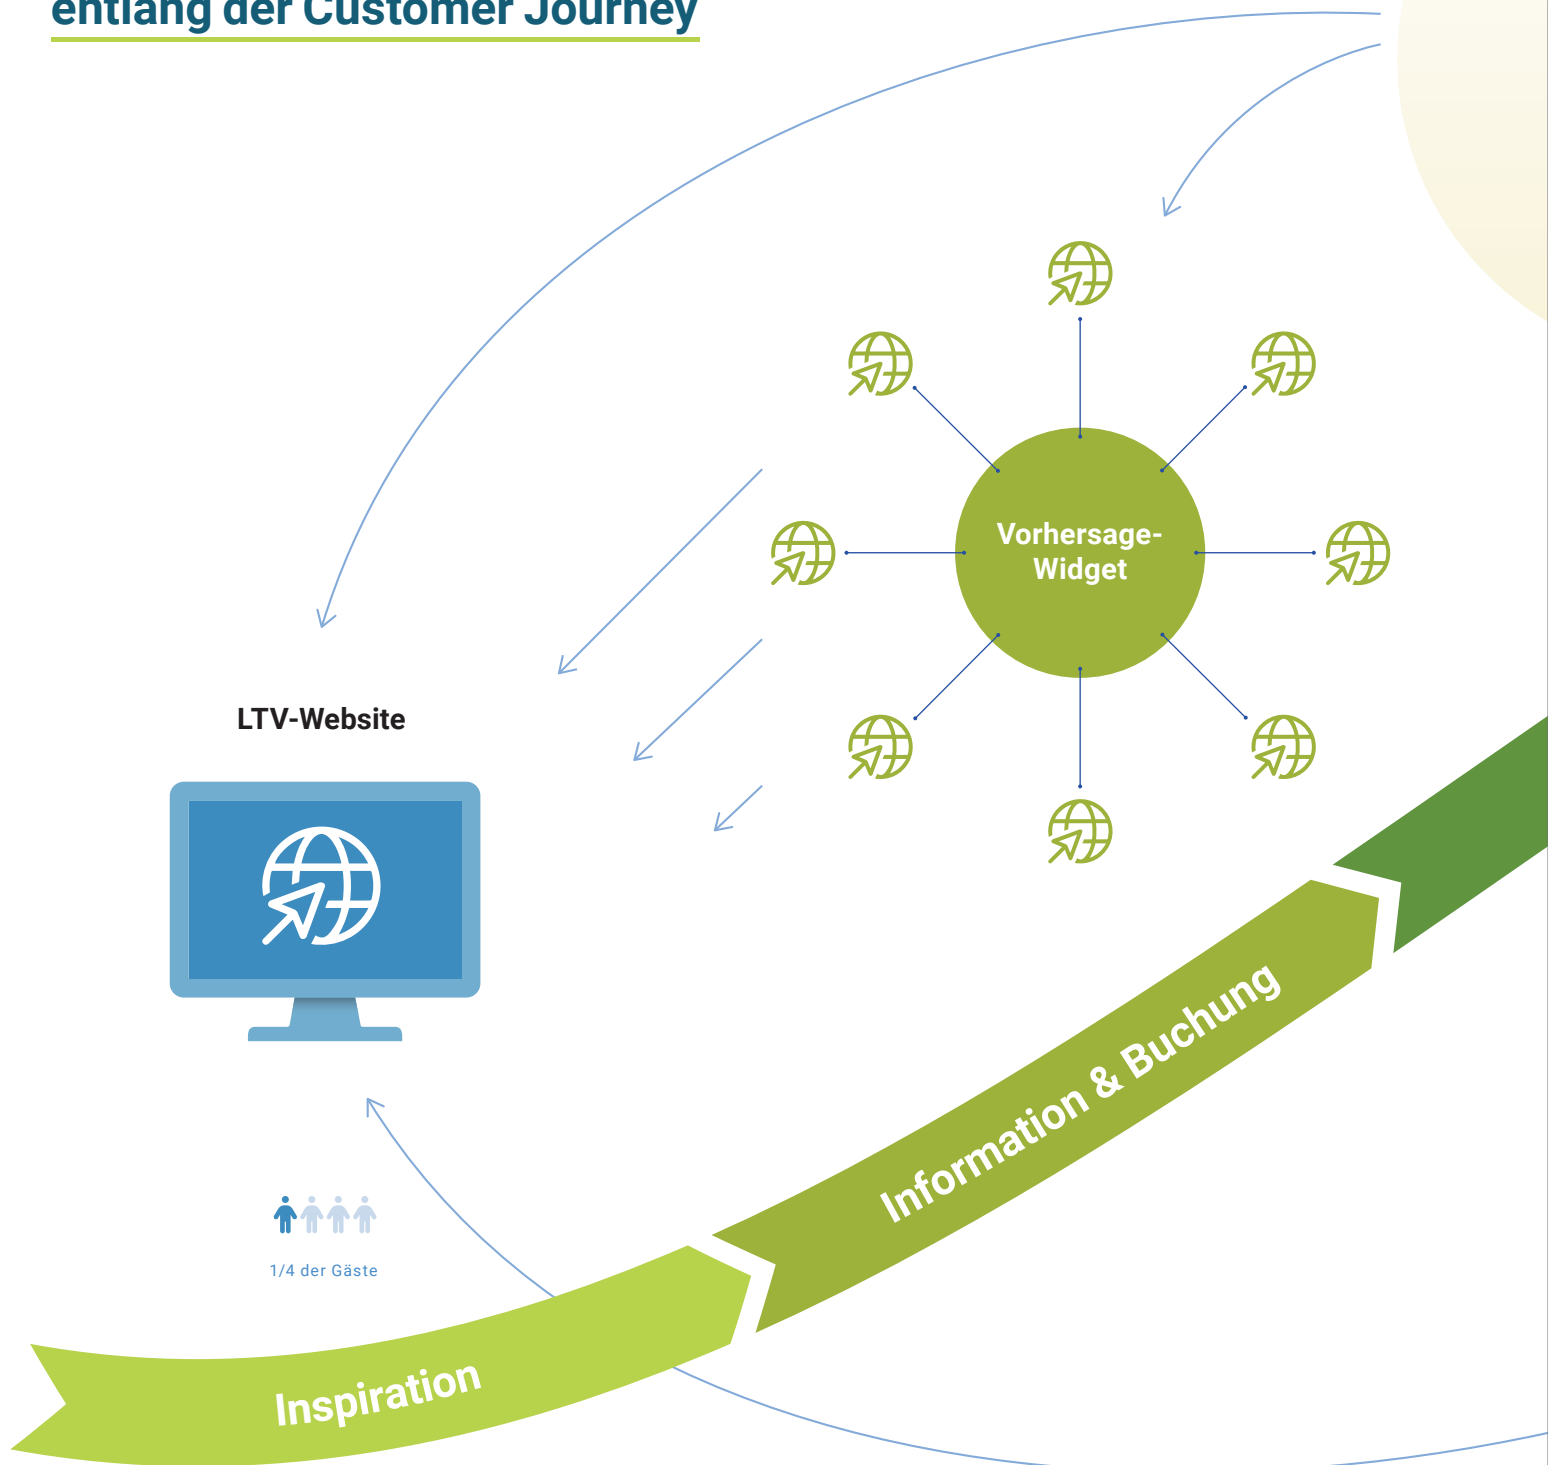 entlang der Customer Journey
Vorhersage-
Widget
LTV-Website
Information & Buchung
1/4 der Gäste
Inspiration